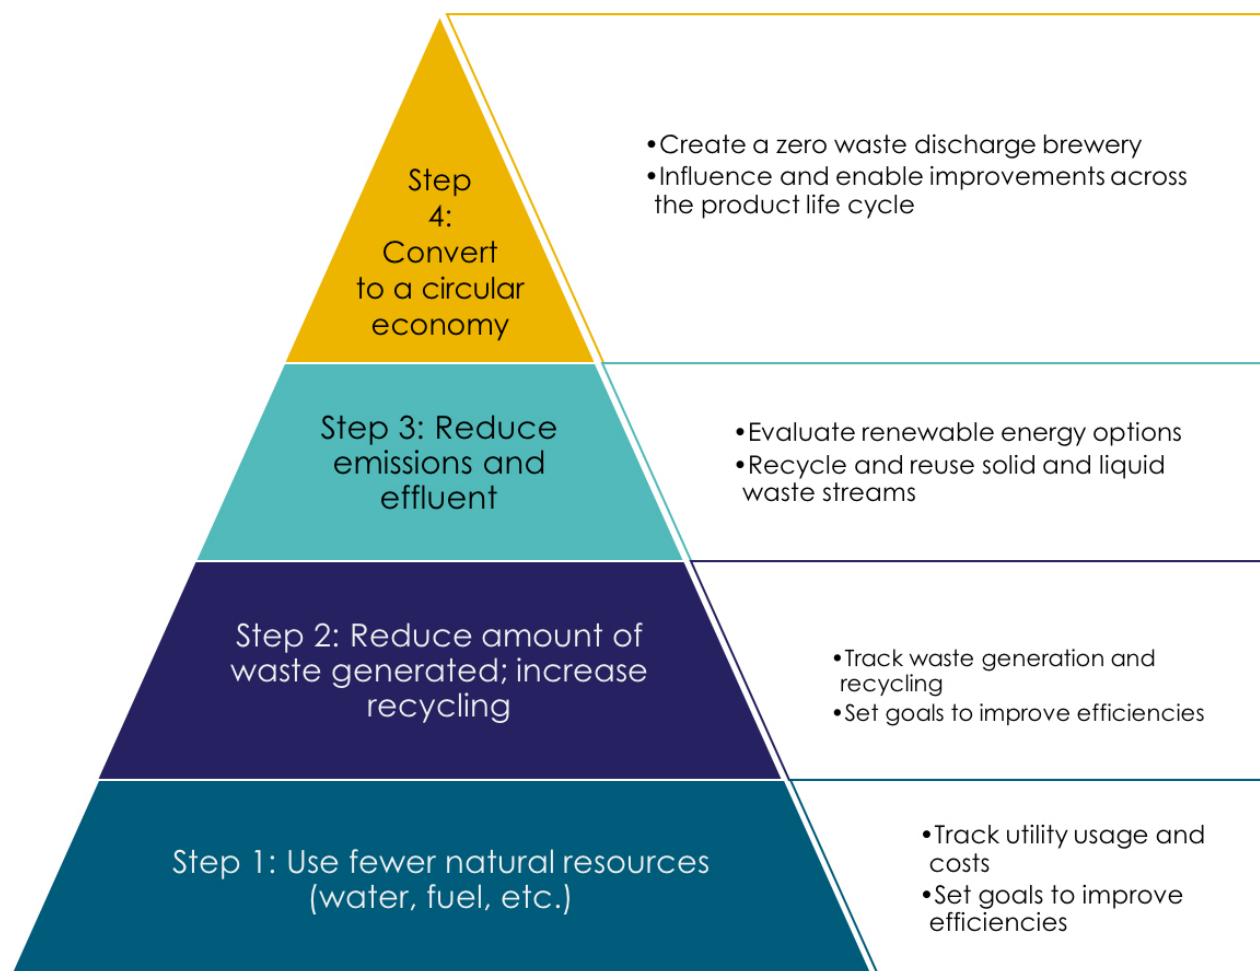 Step
4:
Convert
to a circular
economy
•Create a zero waste discharge brewery
•Influence and enable improvements across
the product life cycle
Step 3: Reduce
emissions and
effluent
•Evaluate renewable energy options
•Recycle and reuse solid and liquid
waste streams
Step 2: Reduce amount of
waste generated; increase
recycling
•Track waste generation and
recycling
•Set goals to improve efficiencies
Step 1: Use fewer natural resources
(water, fuel, etc.)
•Track utility usage and
costs
•Set goals to improve
efficiencies